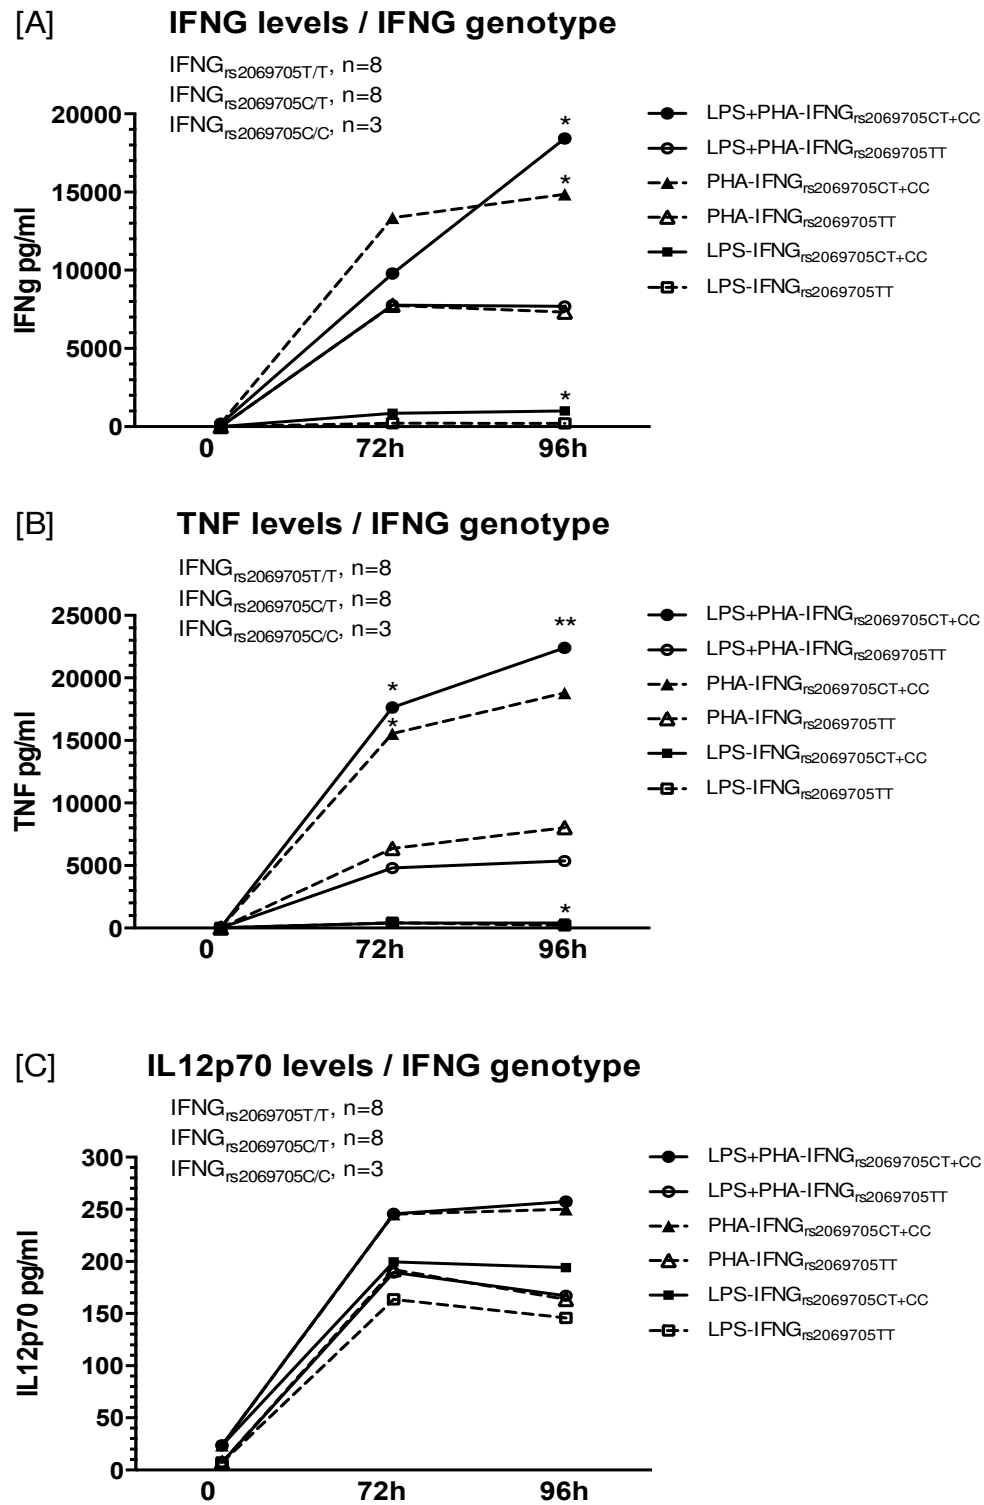 [A] IFNG levels / IFNG genotype
IFNGrs2069705T/T, n=8
IFNGrs2069705C/T, n=8
IFNGrs2069705C/C, n=3
IFNg pg/ml
20000
15000
10000
5000
0
0 72h 96h
*
*
*
LPS+PHA-IFNGrs2069705CT+CC
LPS+PHA-IFNGrs2069705TT
PHA-IFNGrs2069705CT+CC
PHA-IFNGrs2069705TT
LPS-IFNGrs2069705CT+CC
LPS-IFNGrs2069705TT
[B] TNF levels / IFNG genotype
IFNGrs2069705T/T, n=8
IFNGrs2069705C/T, n=8
IFNGrs2069705C/C, n=3
TNF pg/ml
25000
20000
15000
10000
5000
0
0 72h 96h
**
*
*
*
LPS+PHA-IFNGrs2069705CT+CC
LPS+PHA-IFNGrs2069705TT
PHA-IFNGrs2069705CT+CC
PHA-IFNGrs2069705TT
LPS-IFNGrs2069705CT+CC
LPS-IFNGrs2069705TT
[C] IL12p70 levels / IFNG genotype
IFNGrs2069705T/T, n=8
IFNGrs2069705C/T, n=8
IFNGrs2069705C/C, n=3
IL12p70 pg/ml
300
250
200
150
100
50
0
0 72h 96h
LPS+PHA-IFNGrs2069705CT+CC
LPS+PHA-IFNGrs2069705TT
PHA-IFNGrs2069705CT+CC
PHA-IFNGrs2069705TT
LPS-IFNGrs2069705CT+CC
LPS-IFNGrs2069705TT